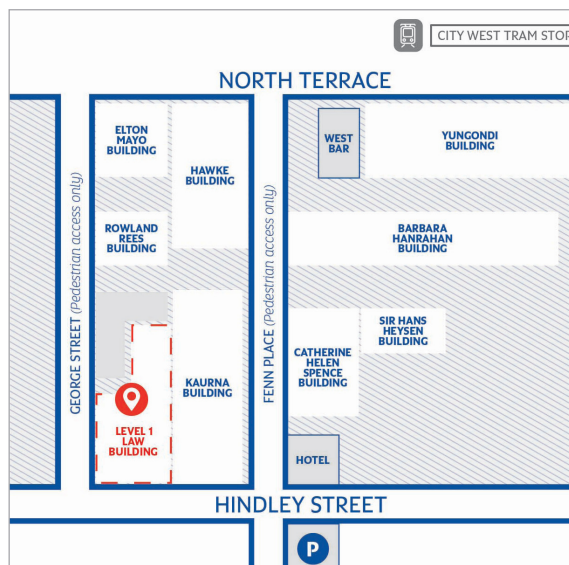 CITY WEST TRAM STOP
NORTH TERRACE
ELTON
MAYO
BUILDING
HAWKE
BUILDING
WEST
BAR
YUNGONDI
BUILDING
ROWLAND
REES
BUILDING
BARBARA
HANRAHAN
BUILDING
GEORGE STREET (Pedestrian access only)
FENN PLACE (Pedestrian access only)
SIR HANS
HEYSEN
BUILDING
CATHERINE
HELEN
SPENCE
BUILDING
KAURNA
BUILDING
LEVEL 1
LAW
BUILDING
HOTEL
HINDLEY STREET
P